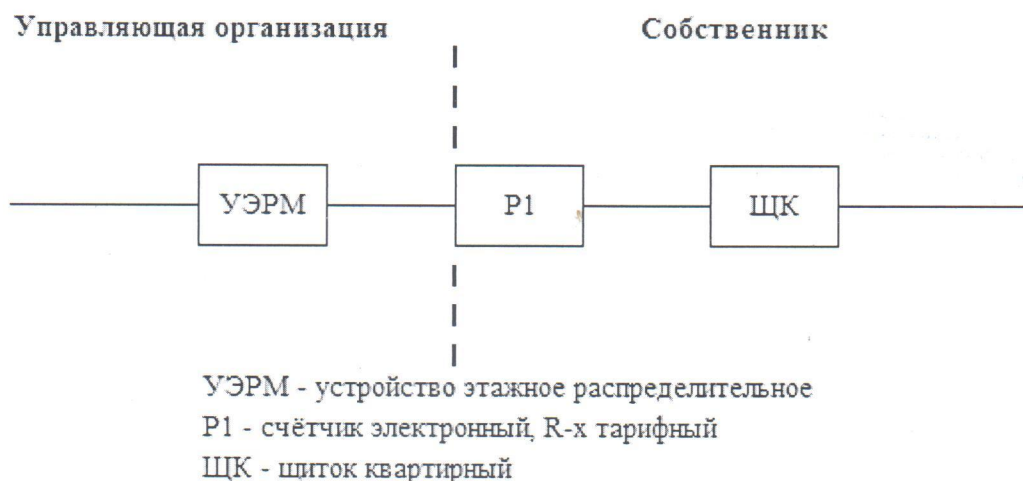 Управляющая организация
Собственник
УЭРМ
Р1
ЩК
УЭРМ - устройство этажное распределительное
Р1 - счётчик электронный, R-х тарифный
ЩК - щиток квартирный